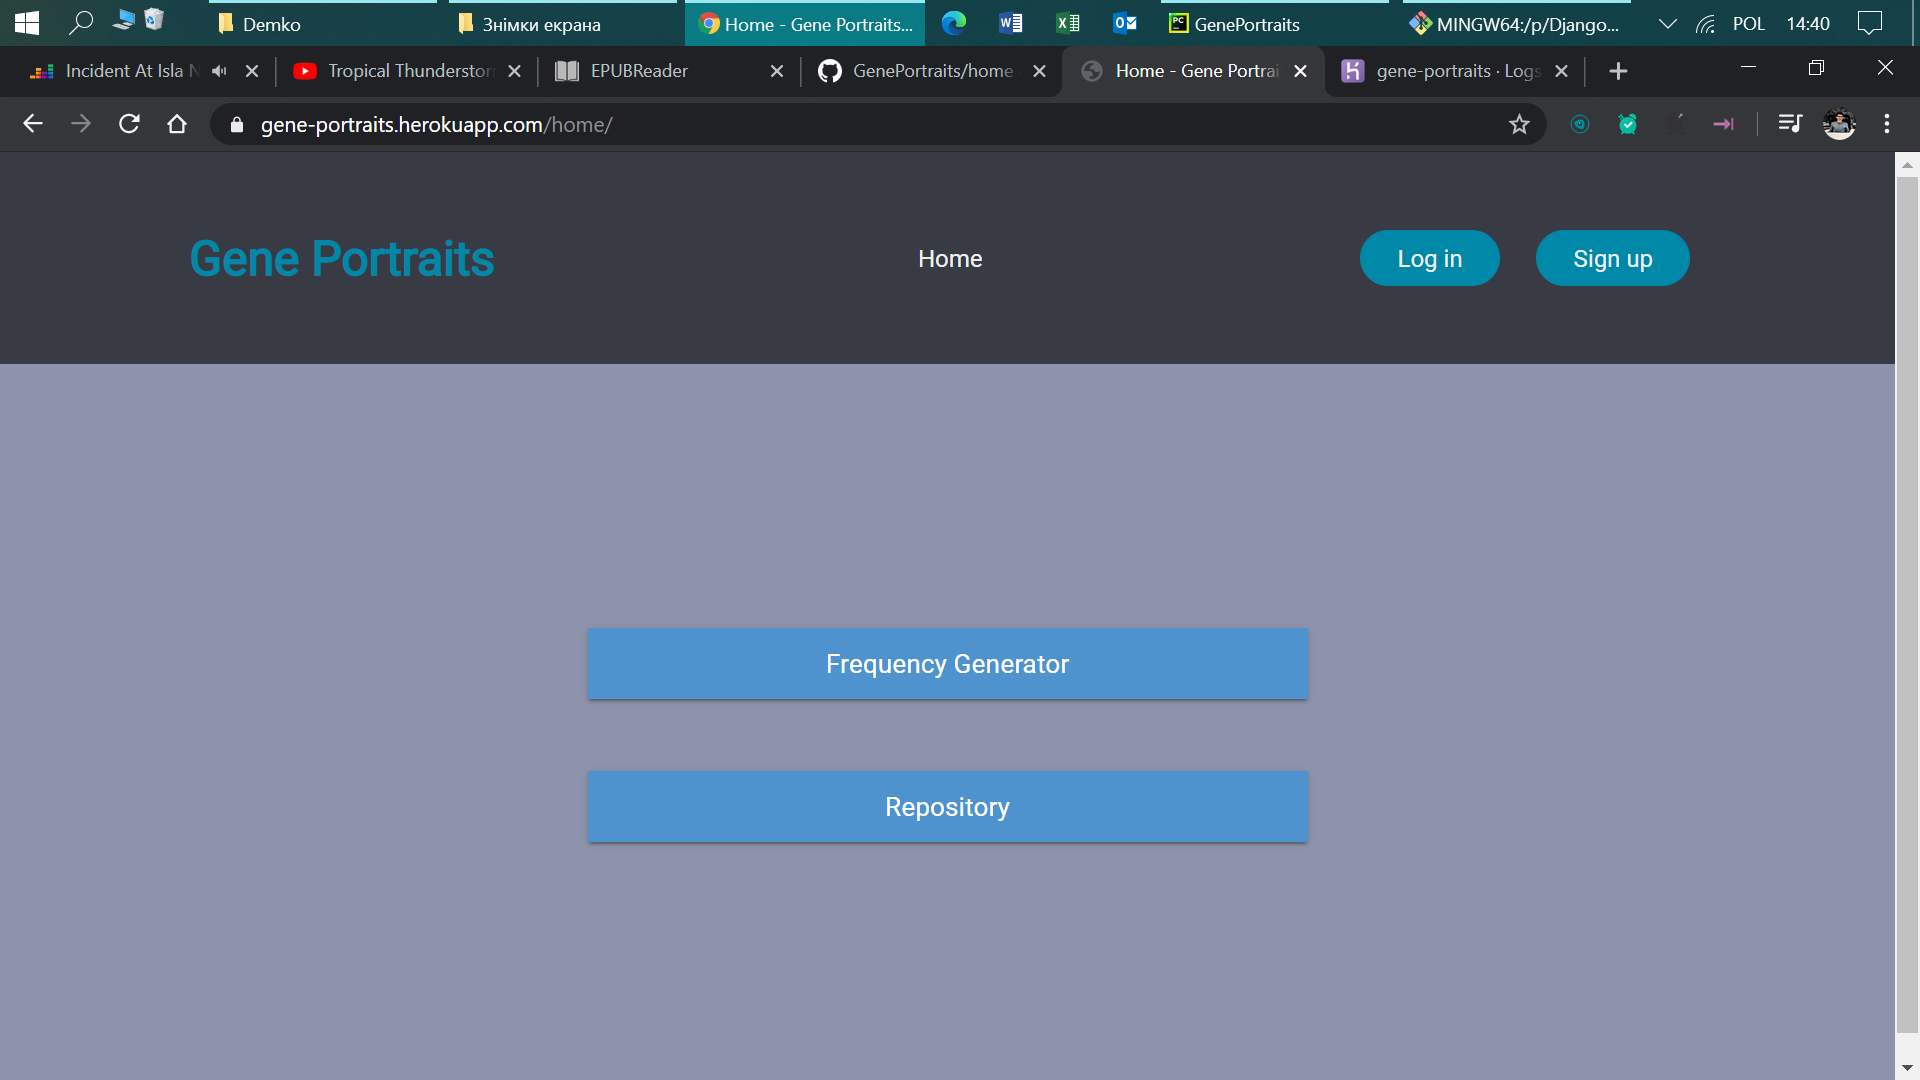 Demko
Знімки екрана
Home - Gene Portraits...
GenePortraits
MINGW64:/p/Django...
POL
14:40
Incident At Isla N
Tropical Thunderstor
EPUBReader
GenePortraits/home
Home - Gene Portrai
gene-portraits · Logs
gene-portraits.herokuapp.com/home/
Gene Portraits
Home
Log in
Sign up
Frequency Generator
Repository